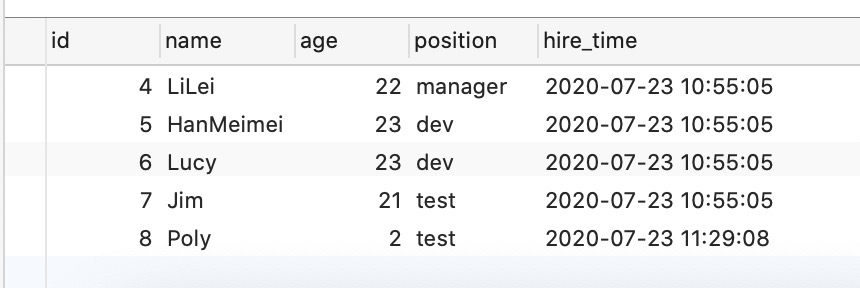 id name age position hire_time
4 LiLei 22 manager 2020-07-23 10:55:05
5 HanMeimei 23 dev 2020-07-23 10:55:05
6 Lucy 23 dev 2020-07-23 10:55:05
7 Jim 21 test 2020-07-23 10:55:05
8 Poly 2 test 2020-07-23 11:29:08